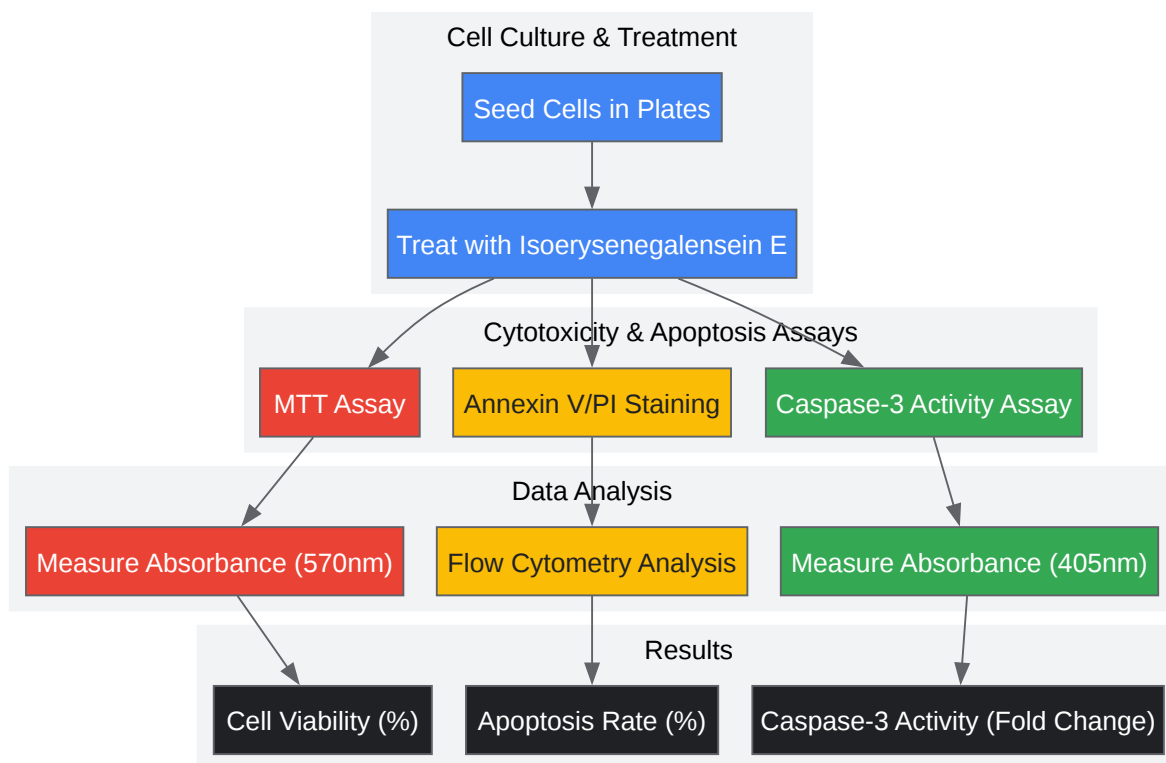 Cell Culture & Treatment
Seed Cells in Plates
Treat with Isoerysenegalensein E
Cytotoxicity & Apoptosis Assays
MTT Assay
Annexin V/PI Staining
Caspase-3 Activity Assay
Data Analysis
Measure Absorbance (570nm)
Flow Cytometry Analysis
Measure Absorbance (405nm)
Results
Cell Viability (%)
Apoptosis Rate (%)
Caspase-3 Activity (Fold Change)